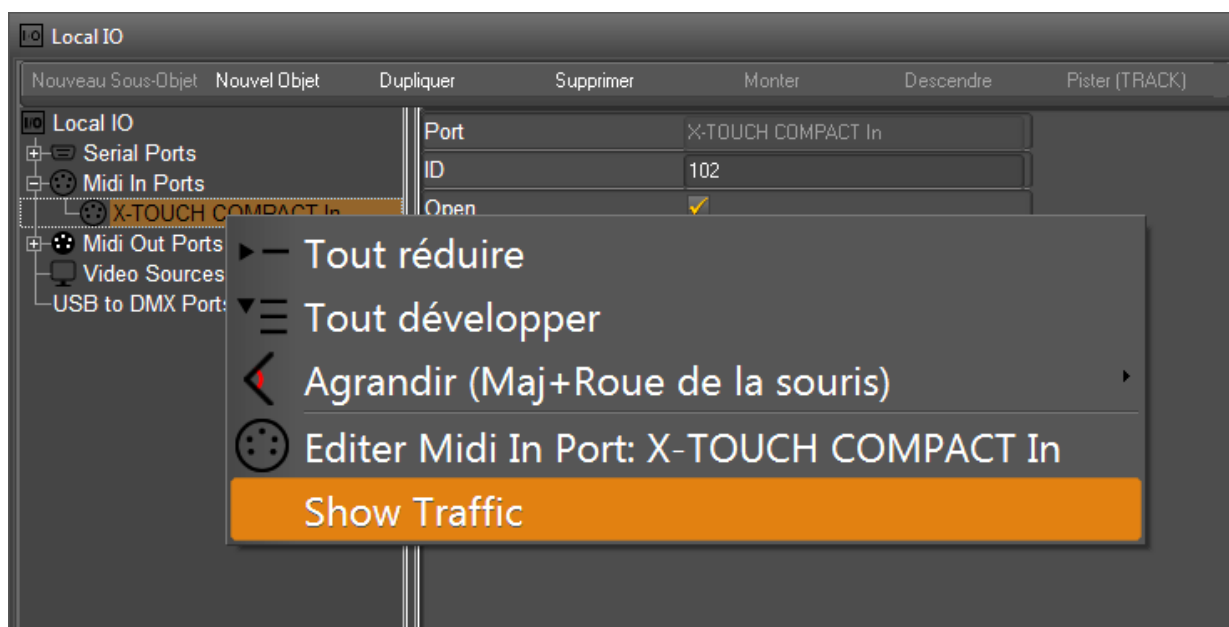 Local IO
Nouveau Sous-Objet Nouvel Objet Dupliquer Supprimer Monter Descendre Pister (TRACK)
Local IO
Serial Ports
Midi In Ports
X-TOUCH COMPACT In
Midi Out Ports
Video Sources
USB to DMX Ports
Port X-TOUCH COMPACT In
ID 102
Open
Tout réduire
Tout développer
Agrandir (Maj+Roue de la souris)
Editer Midi In Port: X-TOUCH COMPACT In
Show Traffic